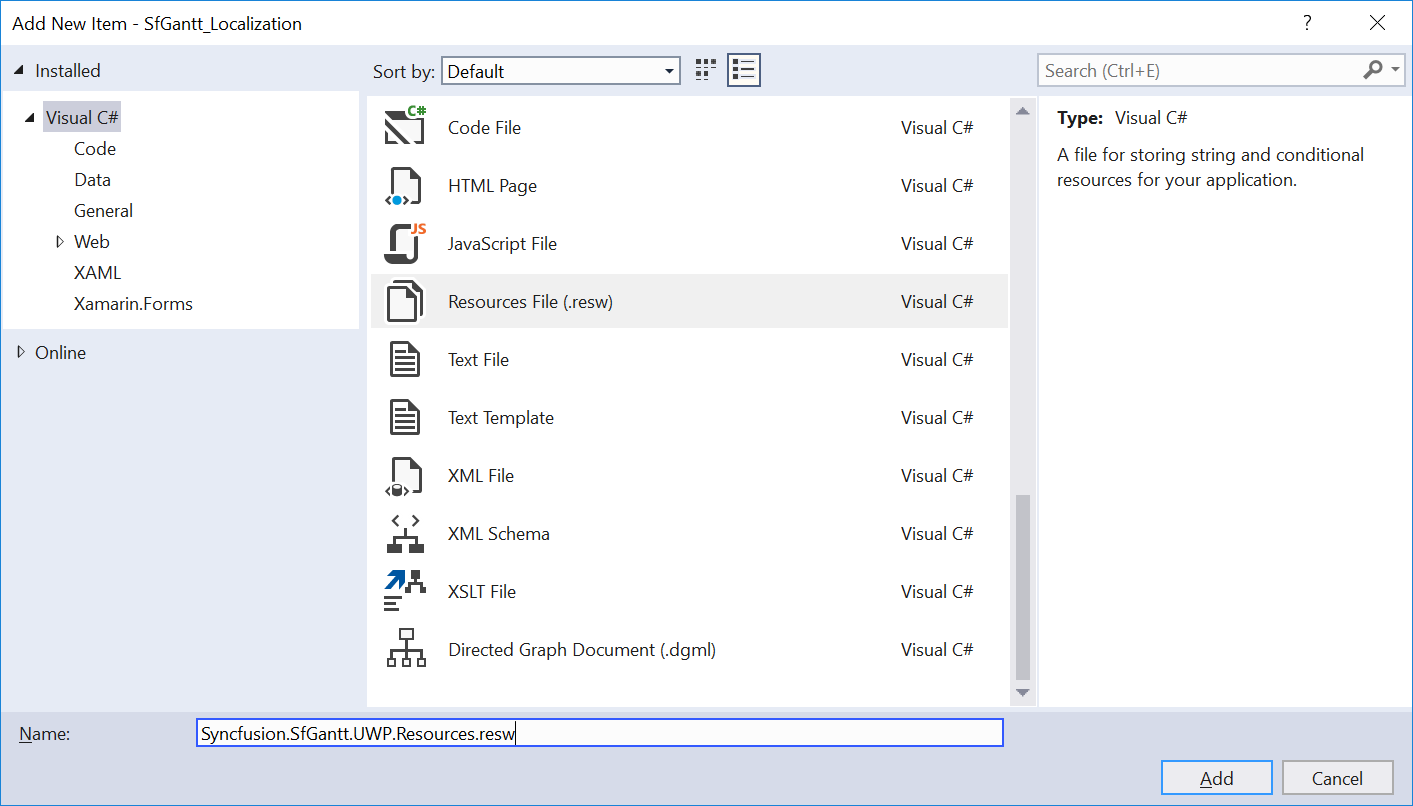 Add New Item - SfGantt_Localization ?
Installed
Sort by: Default
Search (Ctrl+E)
Visual C#
Code
Data
General
Web
XAML
Xamarin.Forms
Online
C# Code File Visual C#
HTML Page Visual C#
JS JavaScript File Visual C#
Resources File (.resw) Visual C#
Text File Visual C#
Text Template Visual C#
XML File Visual C#
XML Schema Visual C#
XSLT File Visual C#
Directed Graph Document (.dgml) Visual C#
Type: Visual C#
A file for storing string and conditional
resources for your application.
Name: Syncfusion.SfGantt.UWP.Resources.resw
Add Cancel